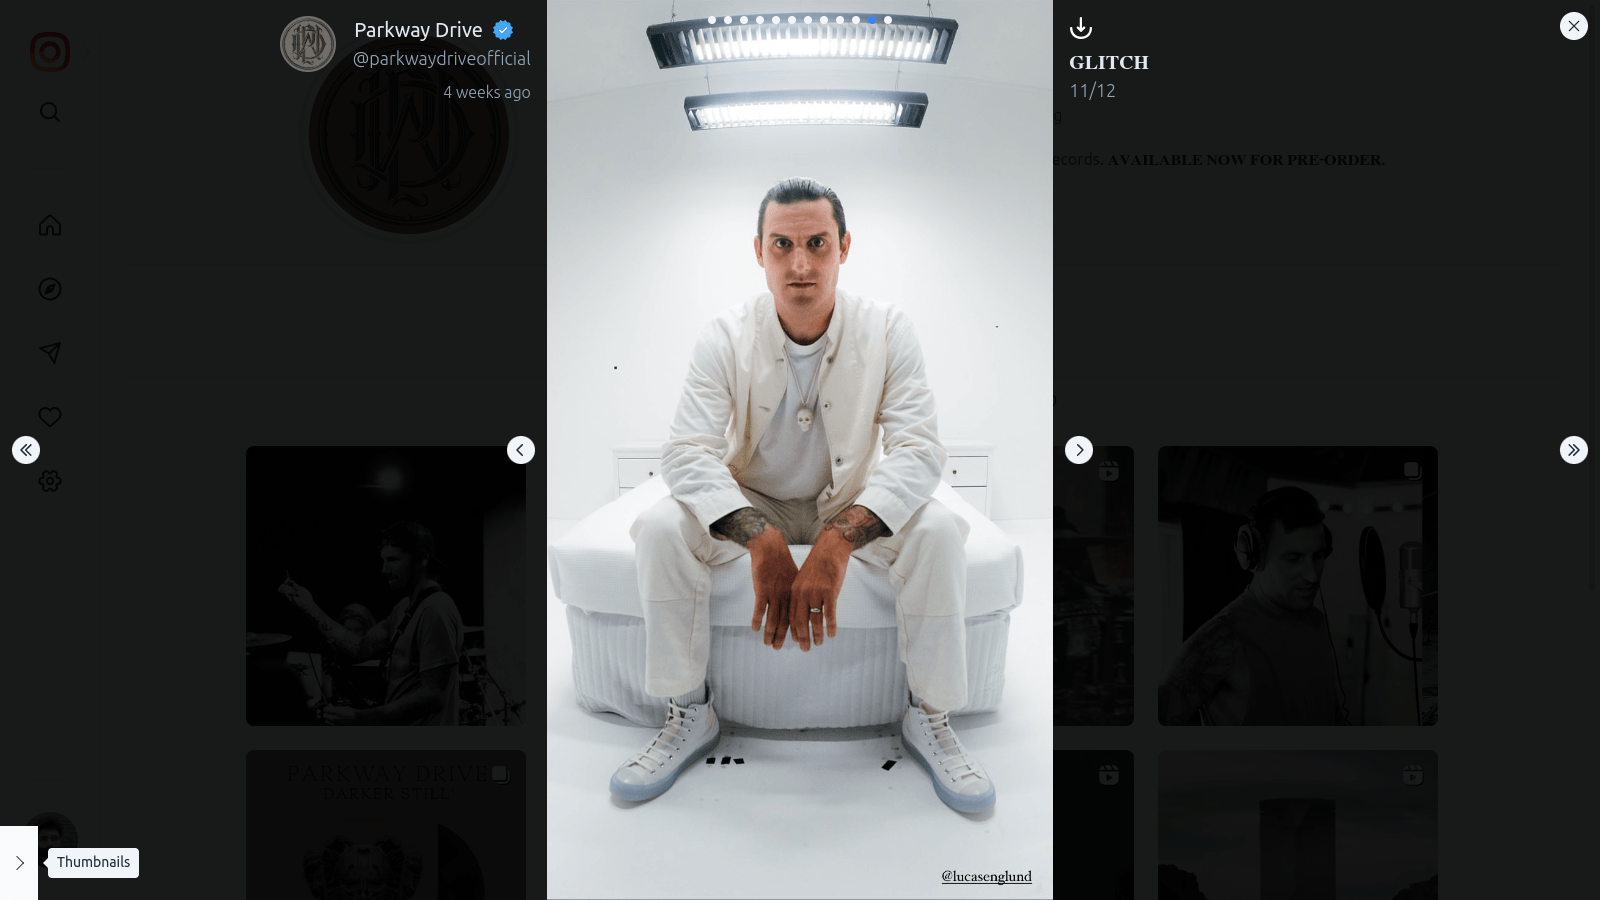 Parkway Drive
@parkwaydriveofficial
4 weeks ago
GLITCH
11/12
g
ecords. AVAILABLE NOW FOR PRE-ORDER.
PARKWAY DRIVE
'DARKER STILL'
Thumbnails
@lucasenglund